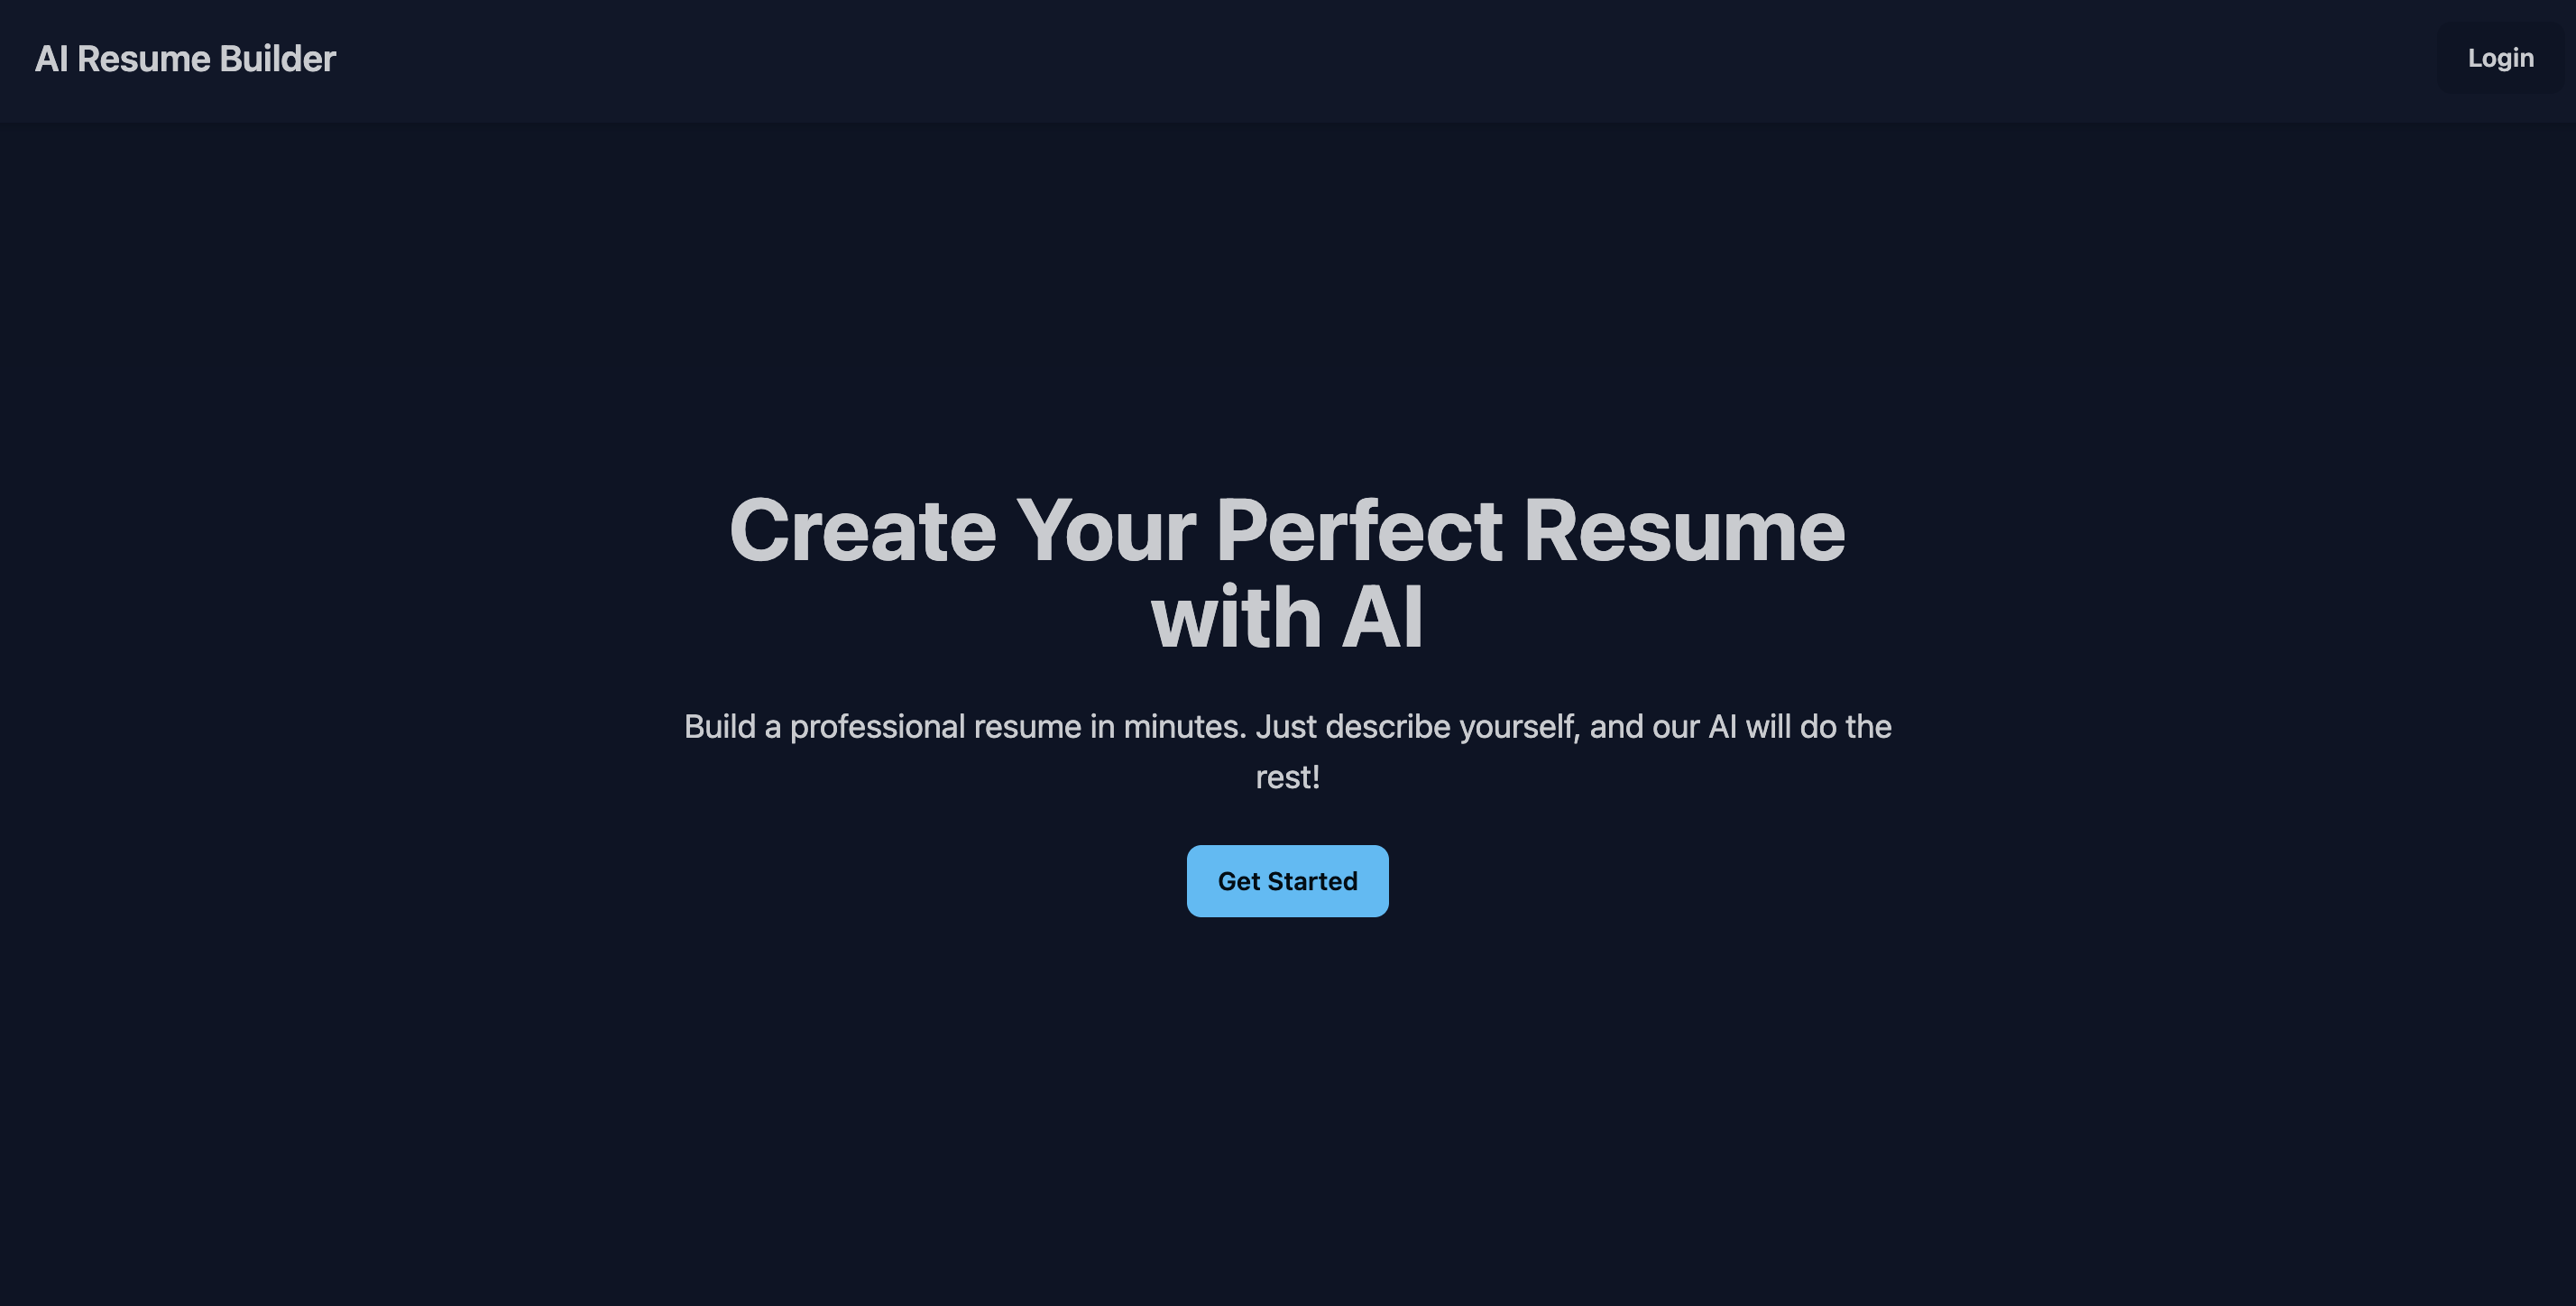 AI Resume Builder
Login
Create Your Perfect Resume
with AI
Build a professional resume in minutes. Just describe yourself, and our AI will do the
rest!
Get Started